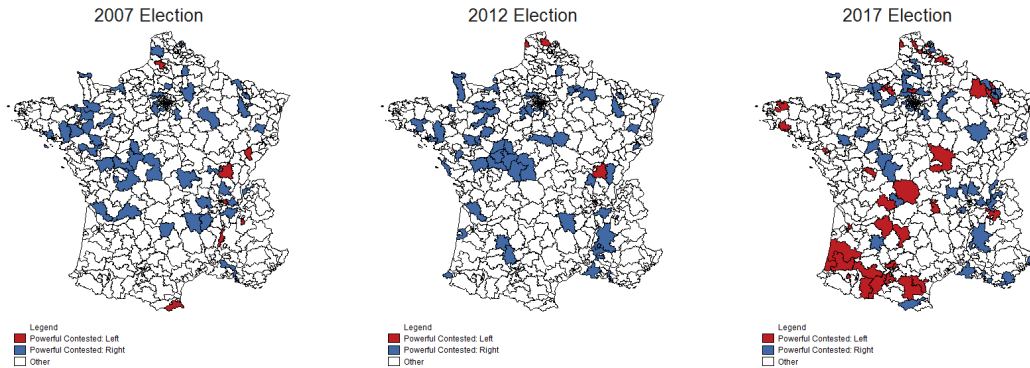 2007 Election
2012 Election
2017 Election
Legend
Powerful Contested: Left
Powerful Contested: Right
Other
Legend
Powerful Contested: Left
Powerful Contested: Right
Other
Legend
Powerful Contested: Left
Powerful Contested: Right
Other